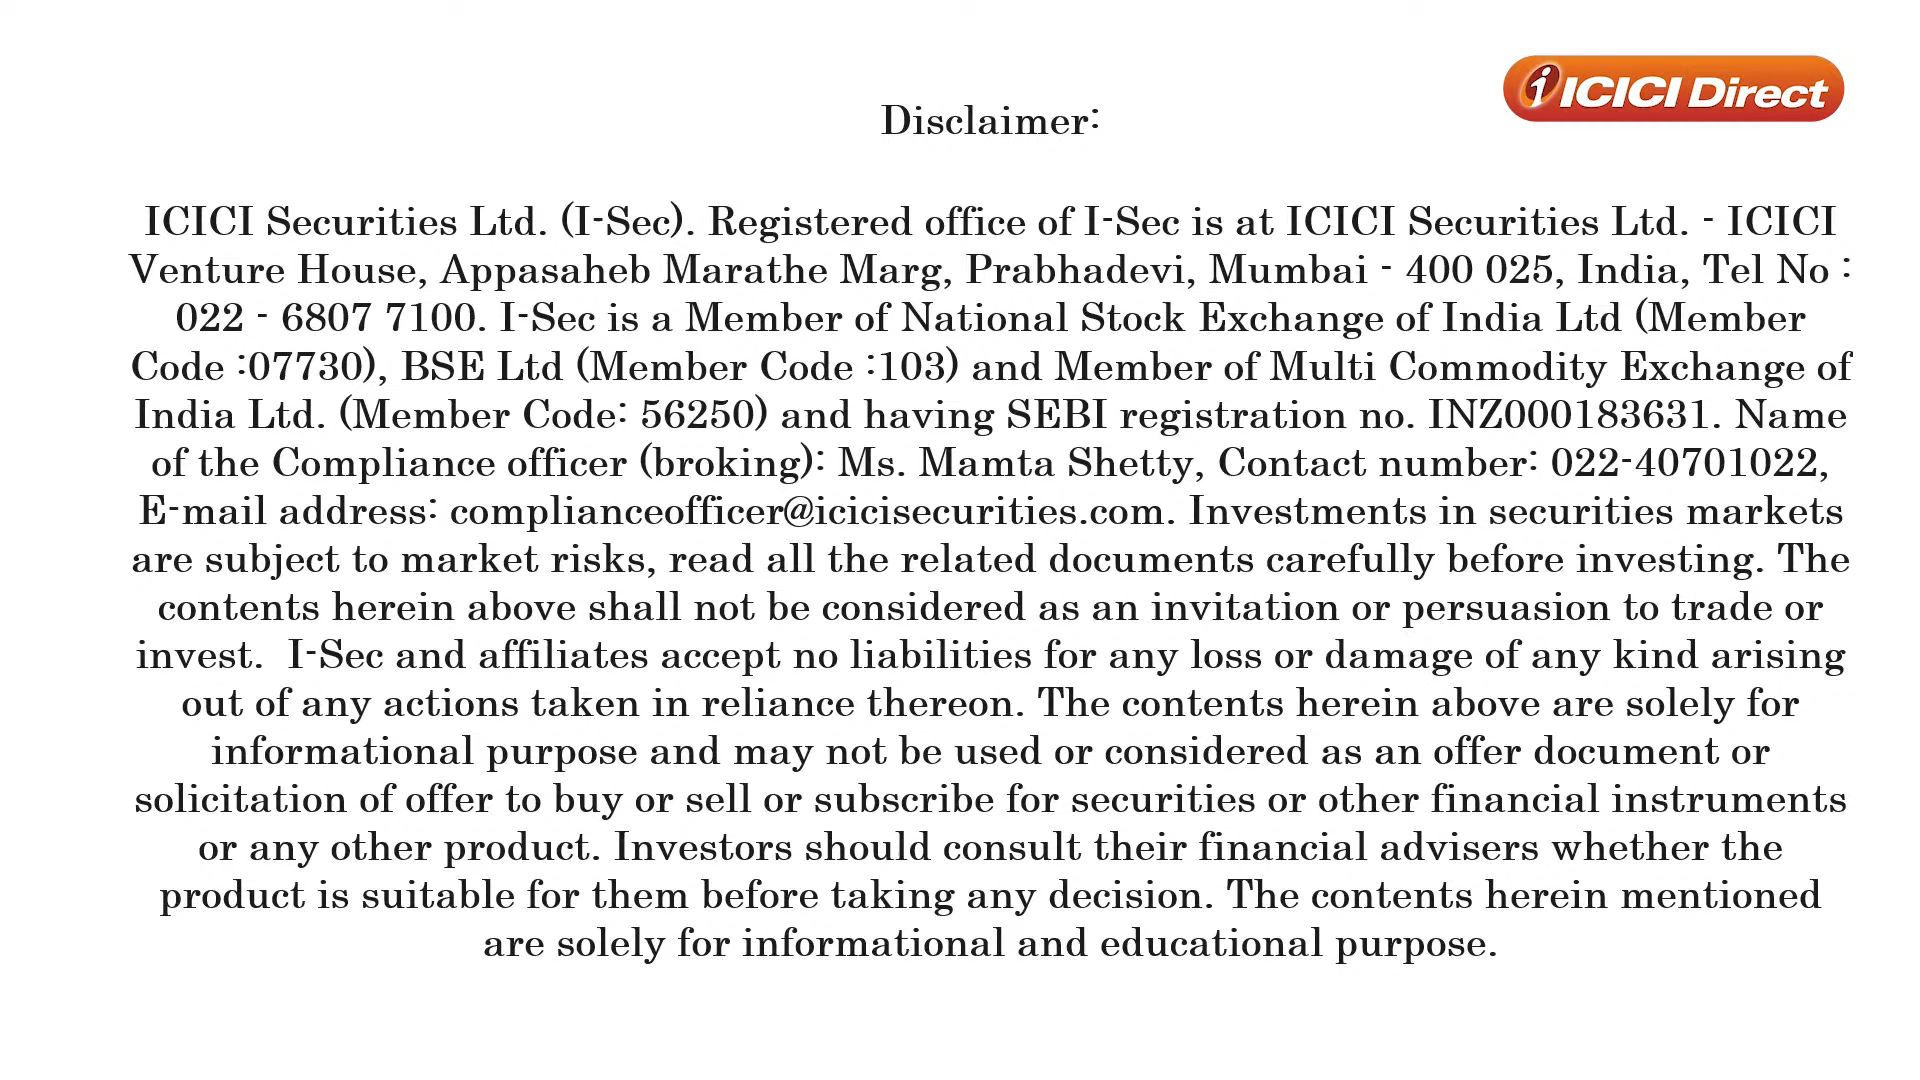 ICICI Direct
Disclaimer:
ICICI Securities Ltd. (I-Sec). Registered office of I-Sec is at ICICI Securities Ltd. - ICICI
Venture House, Appasaheb Marathe Marg, Prabhadevi, Mumbai - 400 025, India, Tel No :
022 - 6807 7100. I-Sec is a Member of National Stock Exchange of India Ltd (Member
Code :07730), BSE Ltd (Member Code :103) and Member of Multi Commodity Exchange of
India Ltd. (Member Code: 56250) and having SEBI registration no. INZ000183631. Name
of the Compliance officer (broking): Ms. Mamta Shetty, Contact number: 022-40701022,
E-mail address: complianceofficer@icicisecurities.com. Investments in securities markets
are subject to market risks, read all the related documents carefully before investing. The
contents herein above shall not be considered as an invitation or persuasion to trade or
invest.  I-Sec and affiliates accept no liabilities for any loss or damage of any kind arising
out of any actions taken in reliance thereon. The contents herein above are solely for
informational purpose and may not be used or considered as an offer document or
solicitation of offer to buy or sell or subscribe for securities or other financial instruments
or any other product. Investors should consult their financial advisers whether the
product is suitable for them before taking any decision. The contents herein mentioned
are solely for informational and educational purpose.